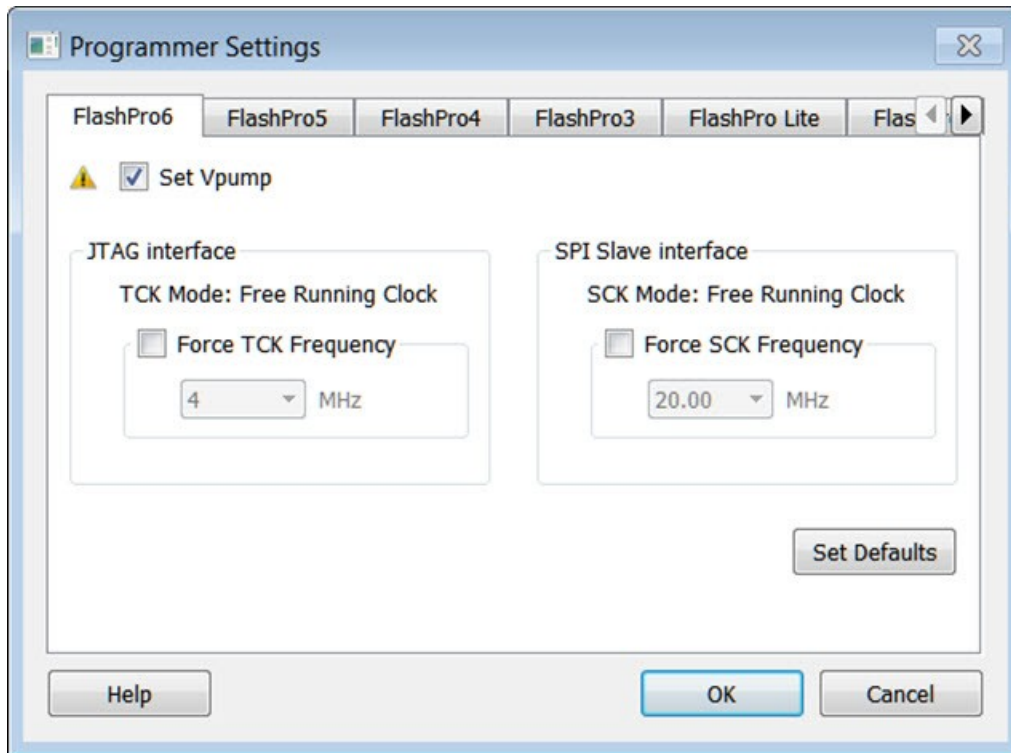 Programmer Settings
FlashPro6 FlashPro5 FlashPro4 FlashPro3 FlashPro Lite Flas
Set Vpump
JTAG interface
TCK Mode: Free Running Clock
Force TCK Frequency
4 MHz
SPI Slave interface
SCK Mode: Free Running Clock
Force SCK Frequency
20.00 MHz
Set Defaults
Help OK Cancel